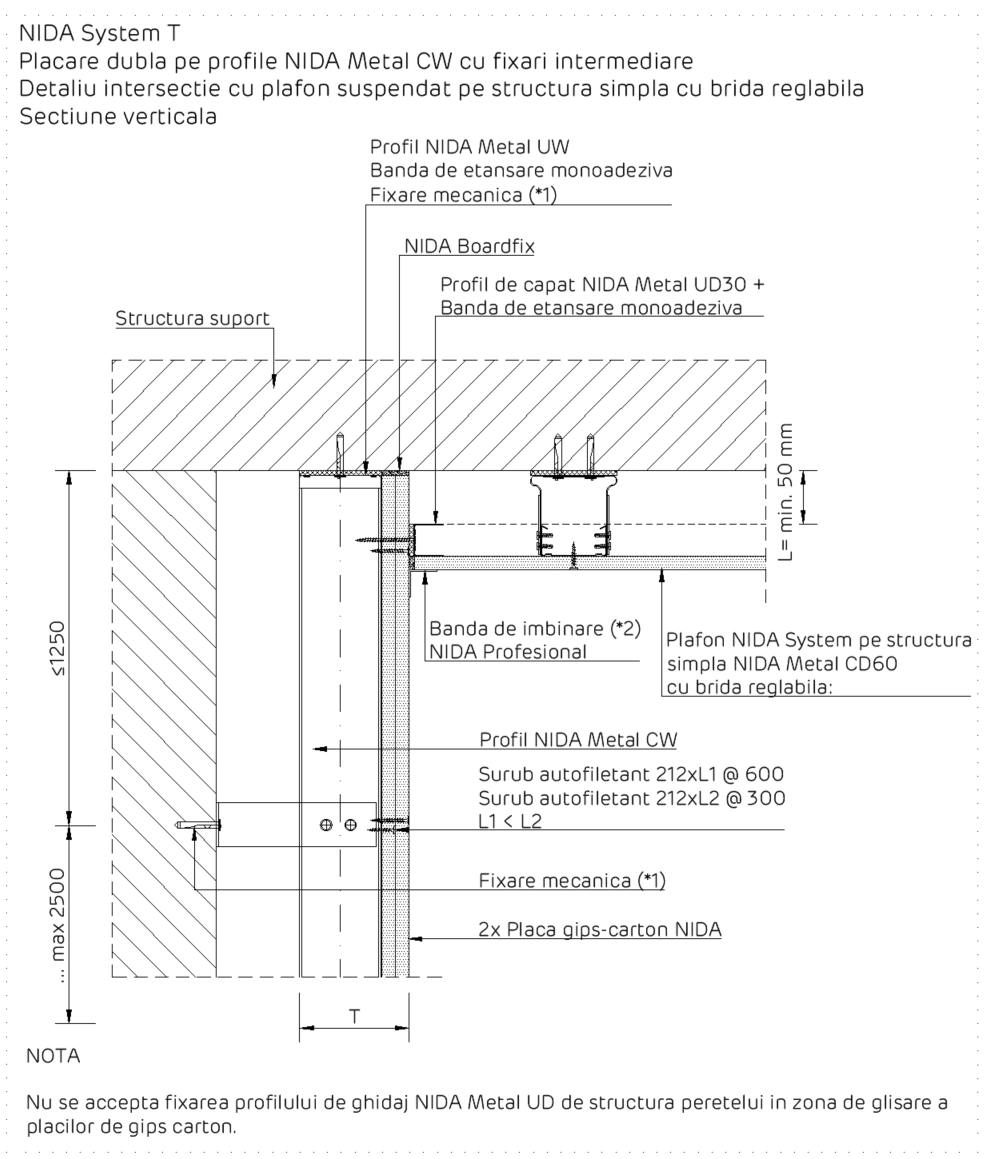 NIDA System T
Placare dubla pe profile NIDA Metal CW cu fixari intermediare
Detaliu intersectie cu plafon suspendat pe structura simpla cu brida reglabila
Sectiune verticala
Profil NIDA Metal UW
Banda de etansare monoadeziva
Fixare mecanica (*1)
NIDA Boardfix
Profil de capat NIDA Metal UD30 +
Banda de etansare monoadeziva
Structura suport
L= min. 50 mm
≤1250
Banda de imbinare (*2)
NIDA Profesional
Plafon NIDA System pe structura
simpla NIDA Metal CD60
cu brida reglabila:
Profil NIDA Metal CW
Surub autofiletant 212xL1 @ 600
Surub autofiletant 212xL2 @ 300
L1 < L2
... max 2500
Fixare mecanica (*1)
2x Placa gips-carton NIDA
T
NOTA
Nu se accepta fixarea profilului de ghidaj NIDA Metal UD de structura peretelui in zona de glisare a
placilor de gips carton.